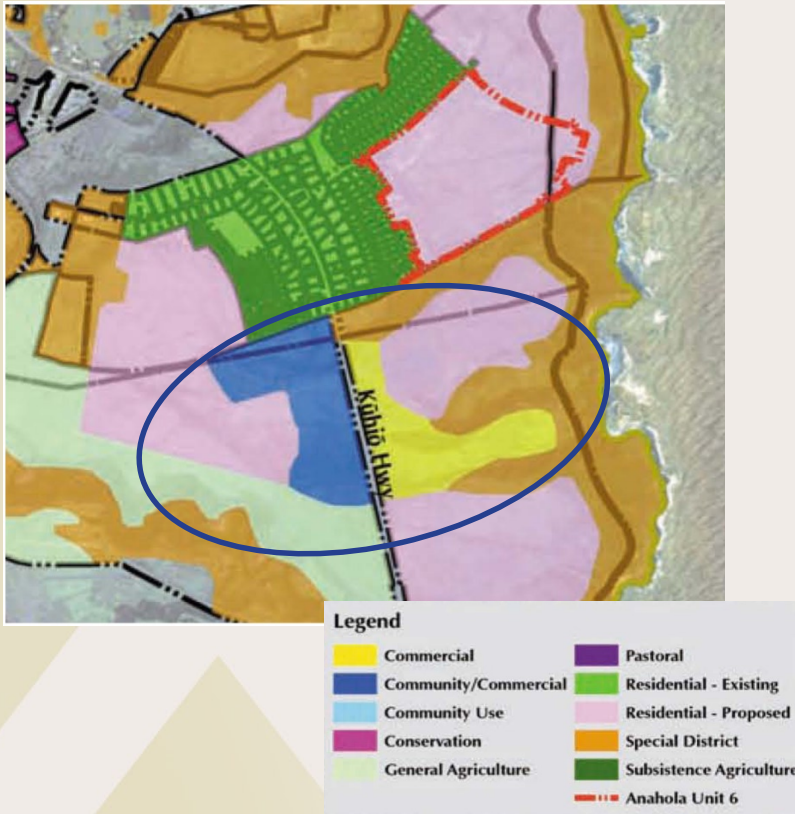 Kūhiō Hwy
Legend
Commercial
Community/Commercial
Community Use
Conservation
General Agriculture
Pastoral
Residential - Existing
Residential - Proposed
Special District
Subsistence Agriculture
Anahola Unit 6